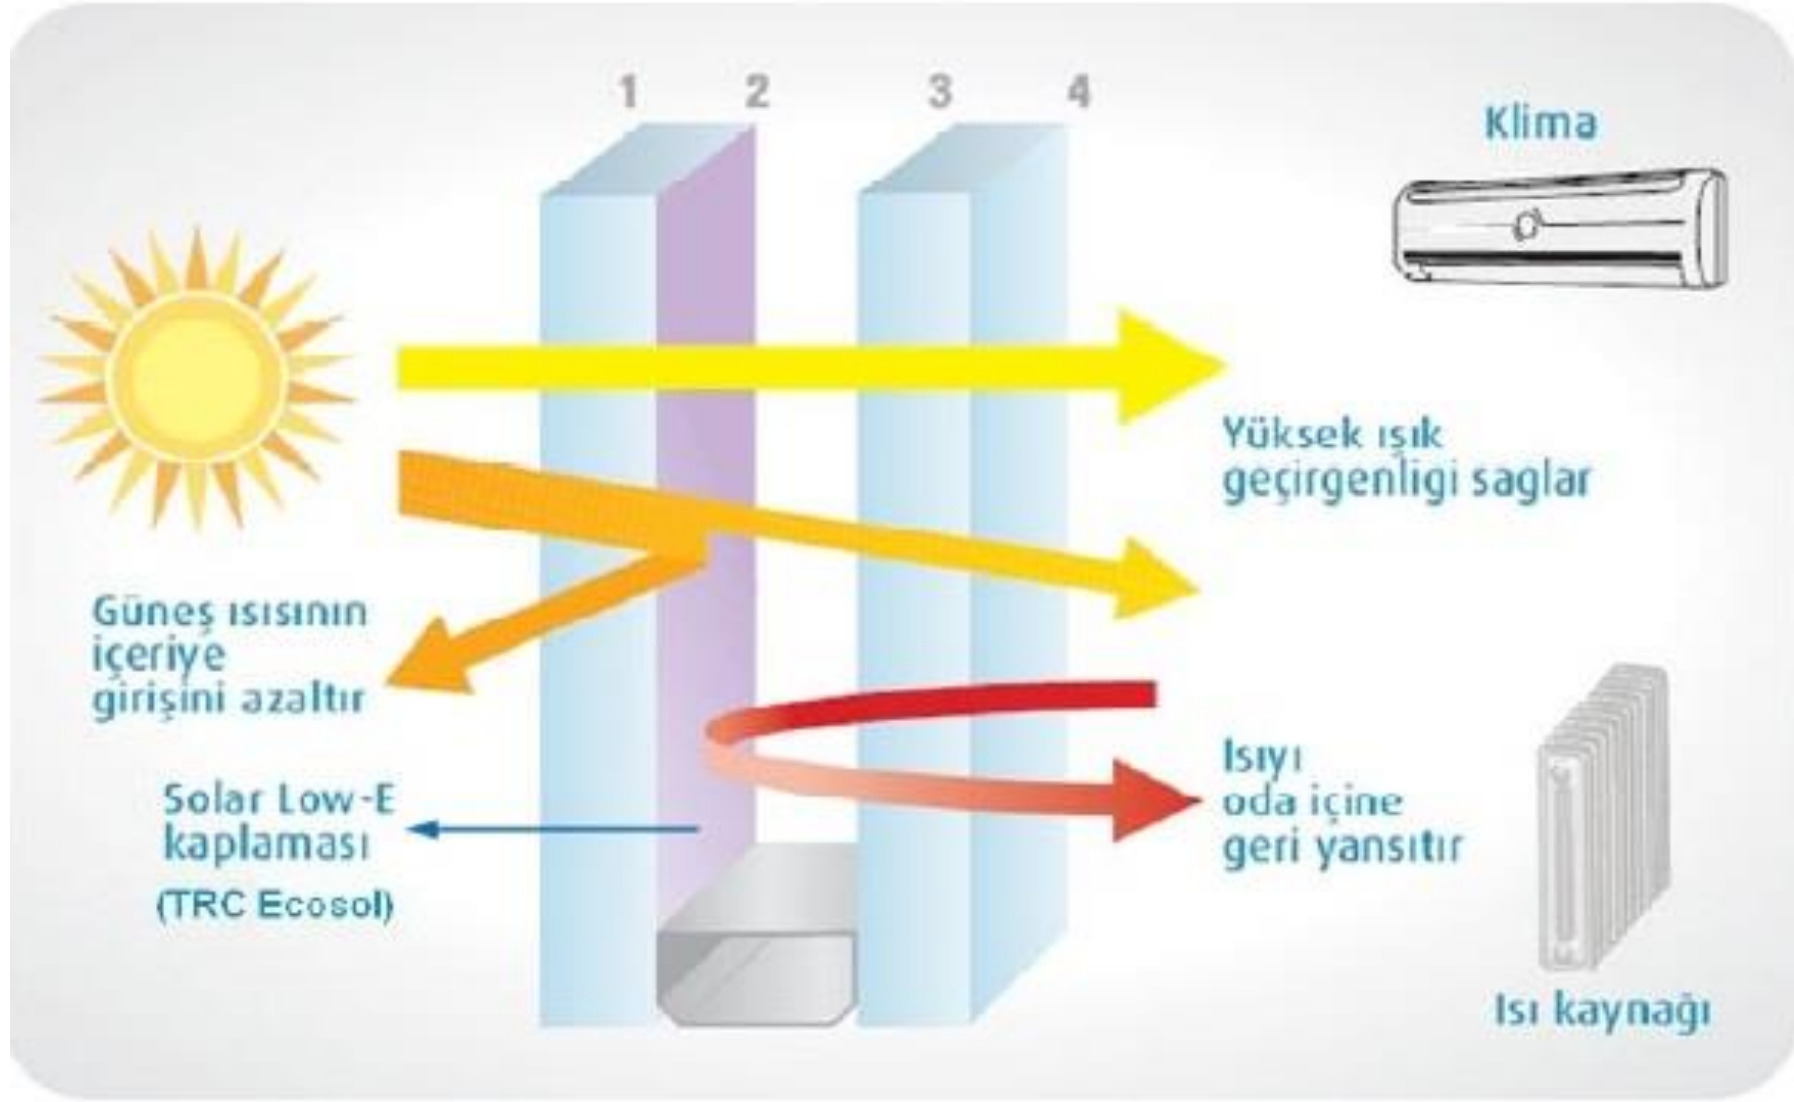 1 2 3 4
Klima
Yüksek ışık
geçirgenligi saglar
Güneş ısısının
içeriye
girişini azaltır
Isıyı
oda içine
geri yansıtır
Solar Low-E
kaplaması
(TRC Ecosol)
Isı kaynağı